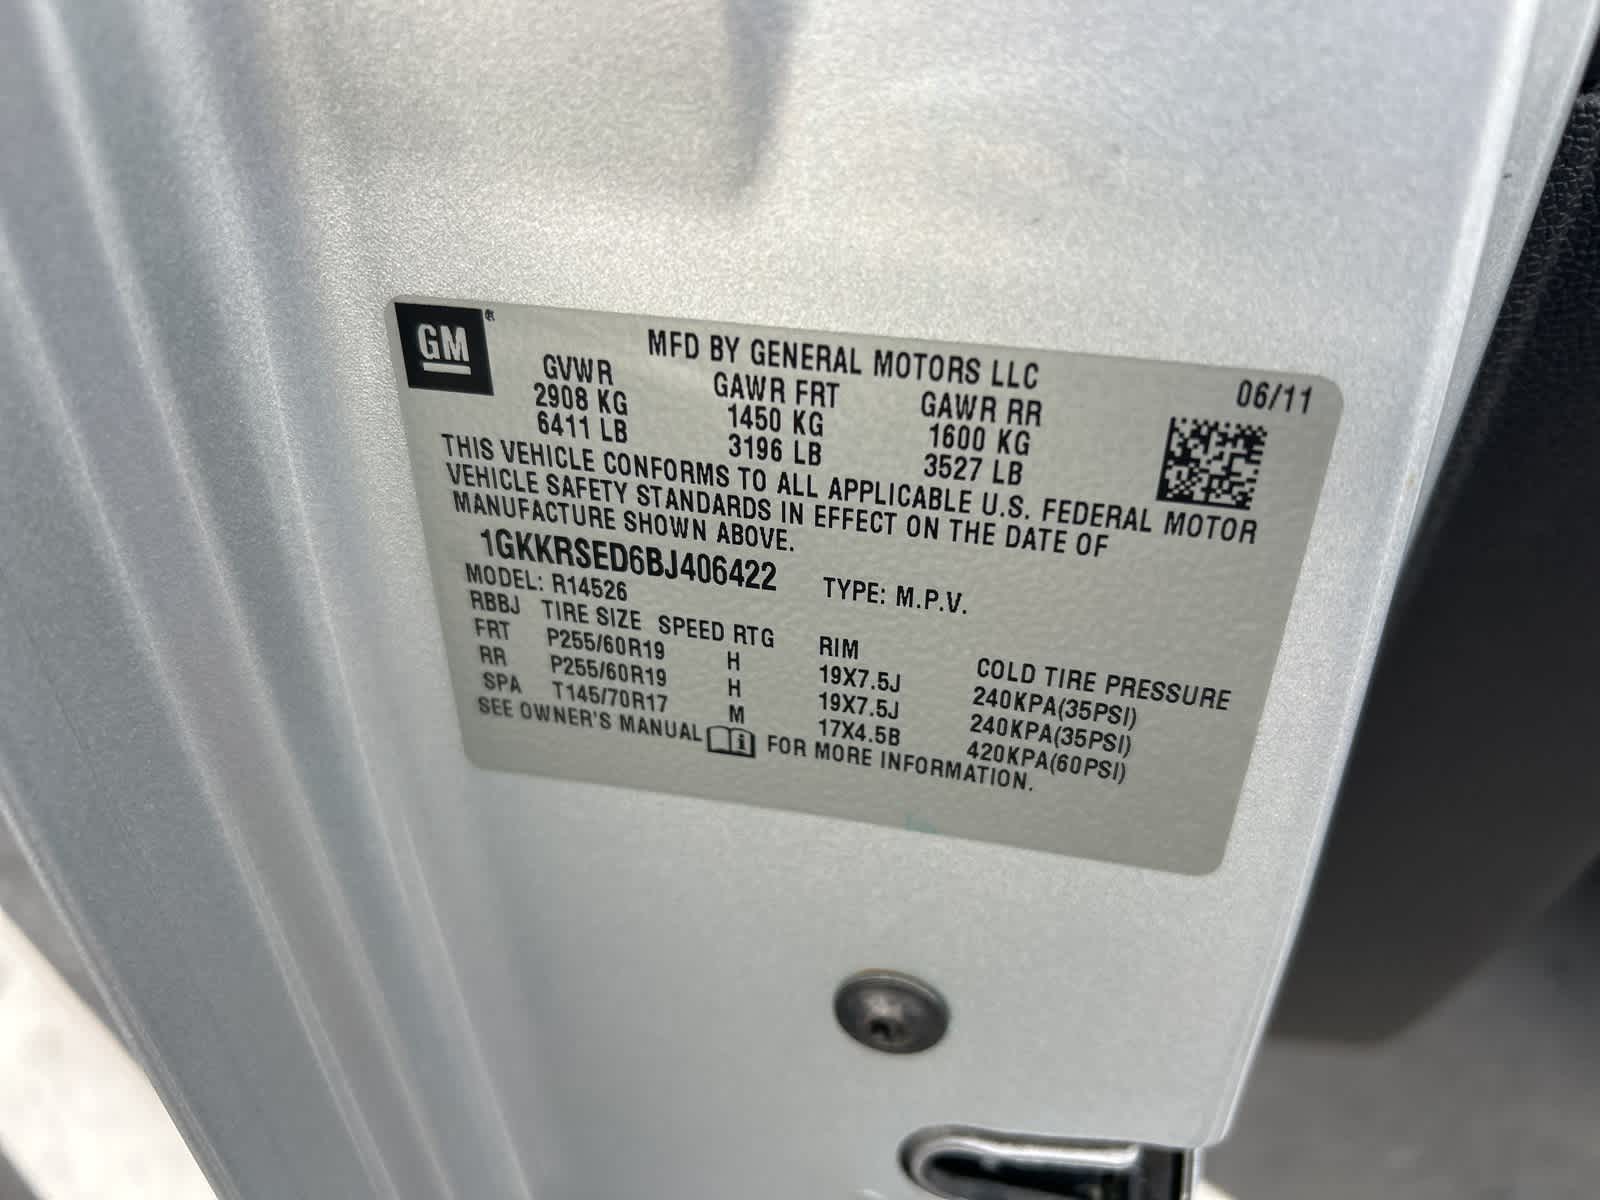 GM®
MFD BY GENERAL MOTORS LLC 06/11
GVWR GAWR FRT GAWR RR
2908 KG 1450 KG 1600 KG
6411 LB 3196 LB 3527 LB
THIS VEHICLE CONFORMS TO ALL APPLICABLE U.S. FEDERAL MOTOR
VEHICLE SAFETY STANDARDS IN EFFECT ON THE DATE OF
MANUFACTURE SHOWN ABOVE.
1GKKRSED6BJ406422 TYPE: M.P.V.
MODEL: R14526
RBBJ TIRE SIZE SPEED RTG RIM COLD TIRE PRESSURE
FRT P255/60R19 H 19X7.5J 240KPA(35PSI)
RR P255/60R19 H 19X7.5J 240KPA(35PSI)
SPA T145/70R17 M 17X4.5B 420KPA(60PSI)
SEE OWNER'S MANUAL i FOR MORE INFORMATION.